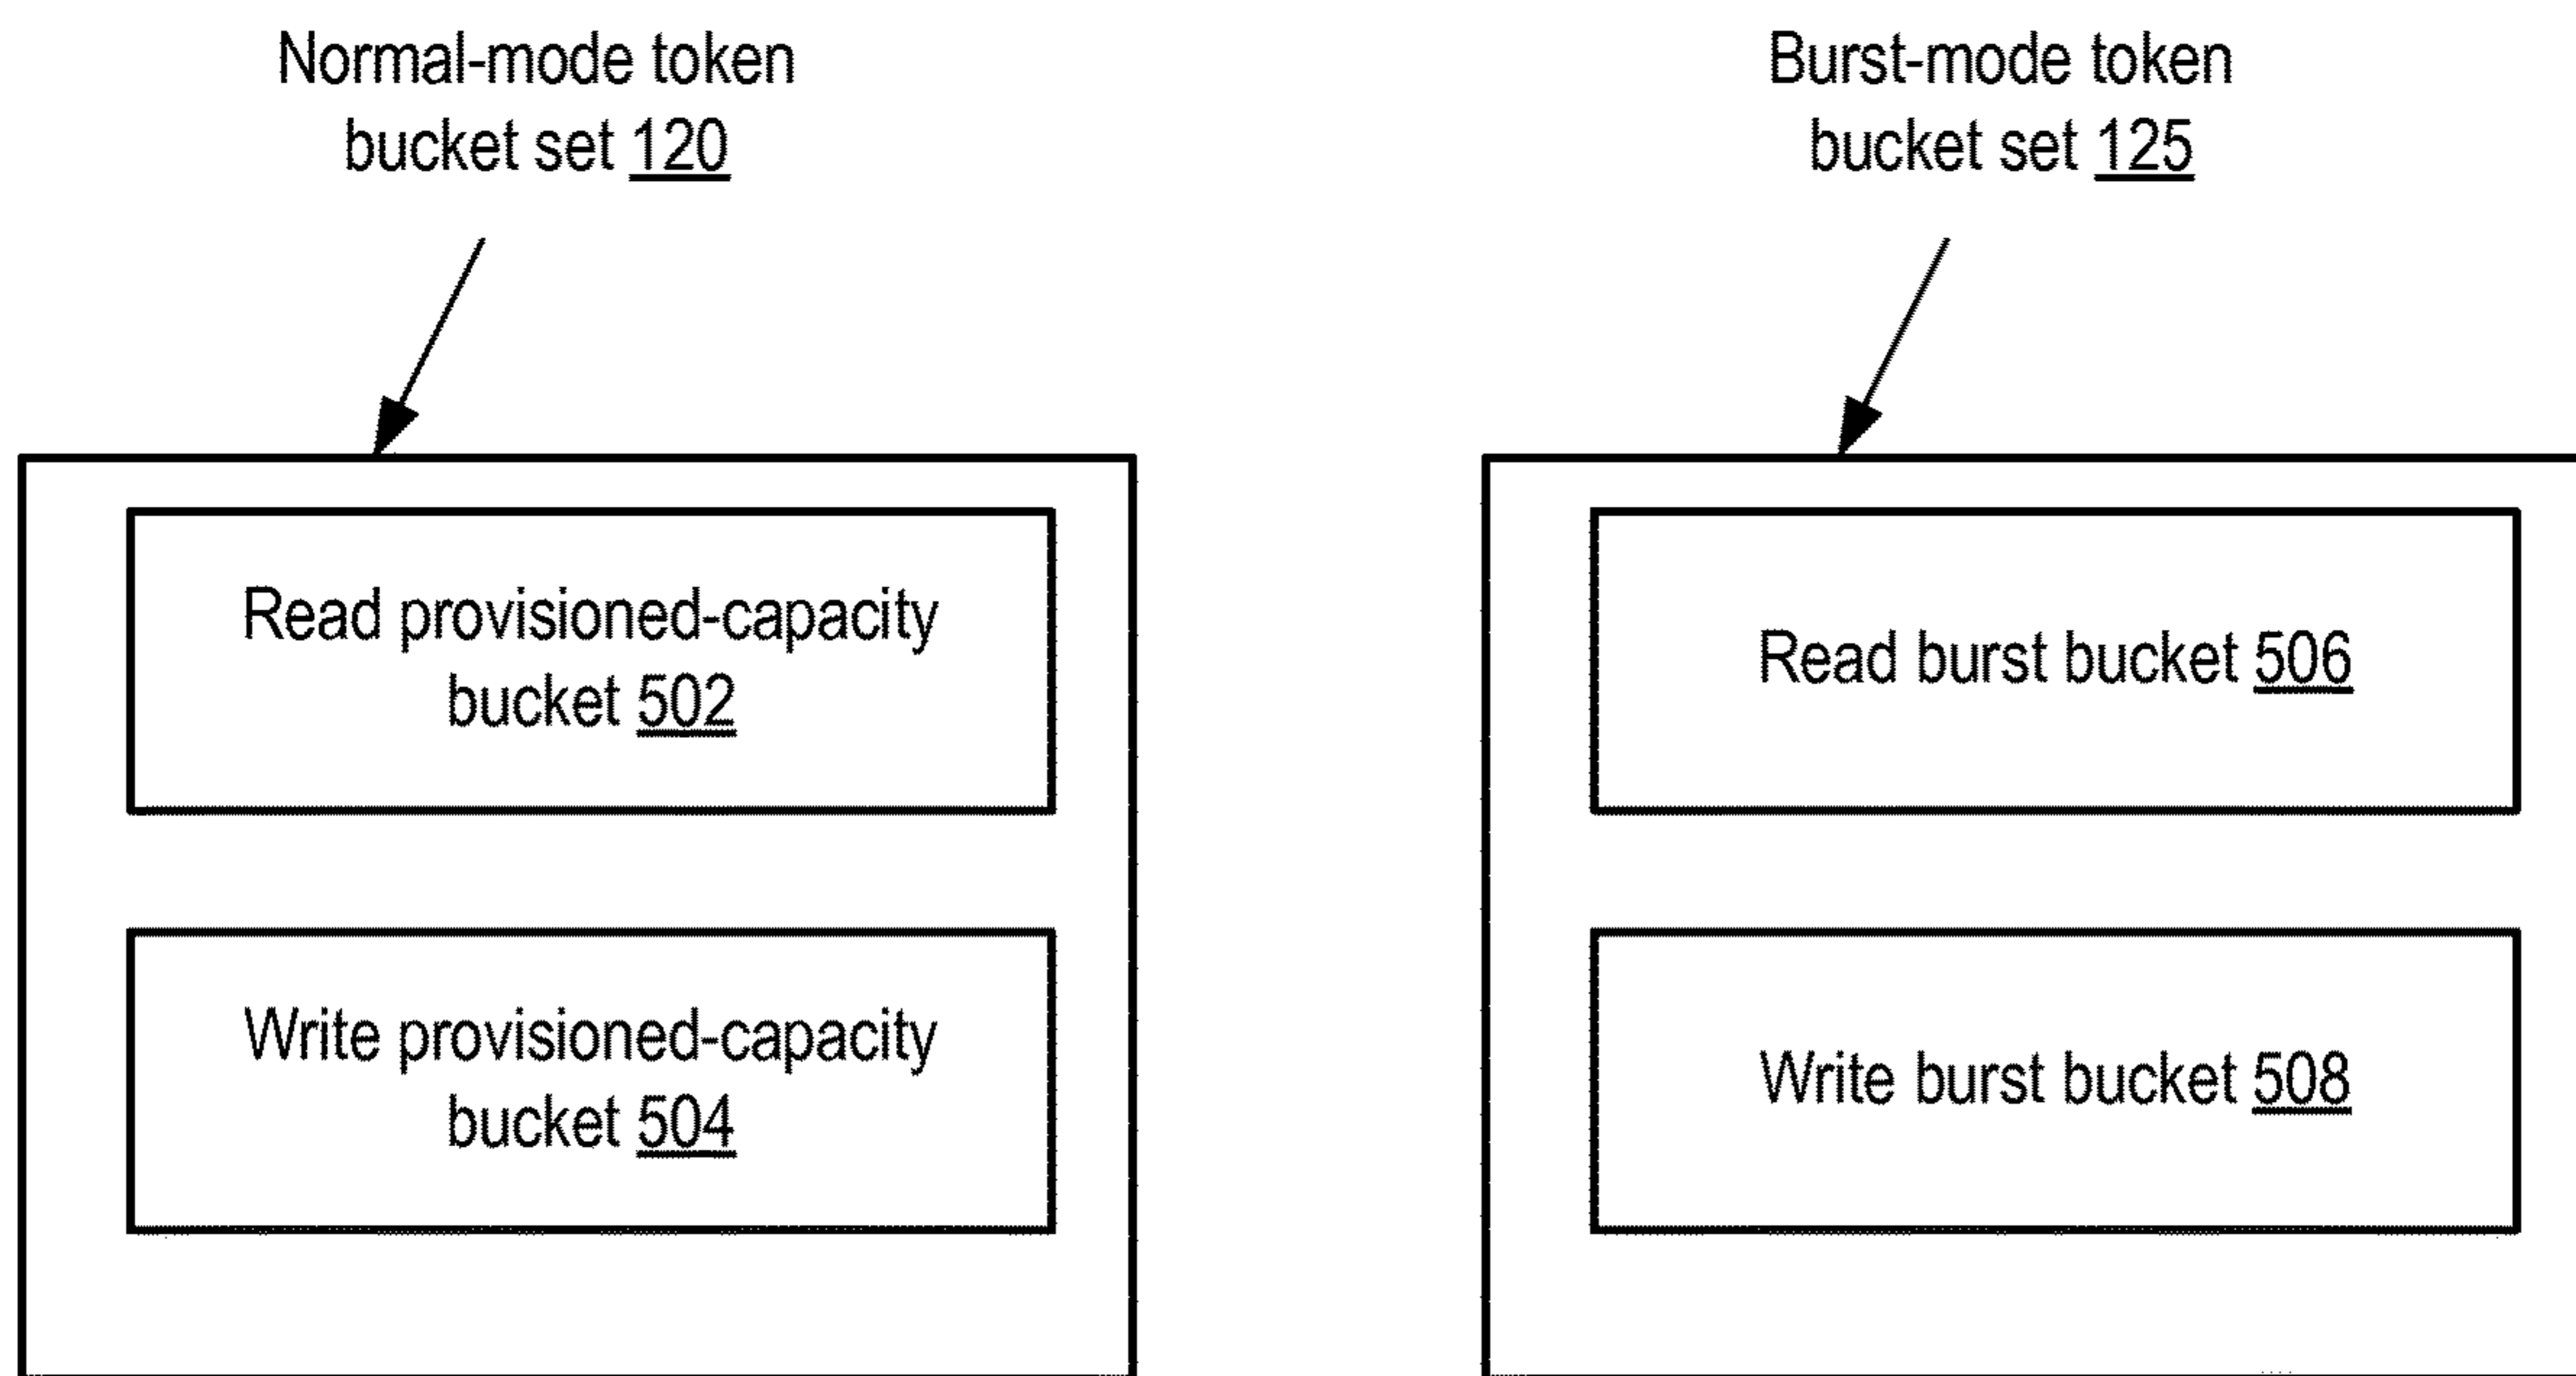 Normal-mode token
bucket set 120
Burst-mode token
bucket set 125
Read provisioned-capacity
bucket 502
Read burst bucket 506
Write provisioned-capacity
bucket 504
Write burst bucket 508